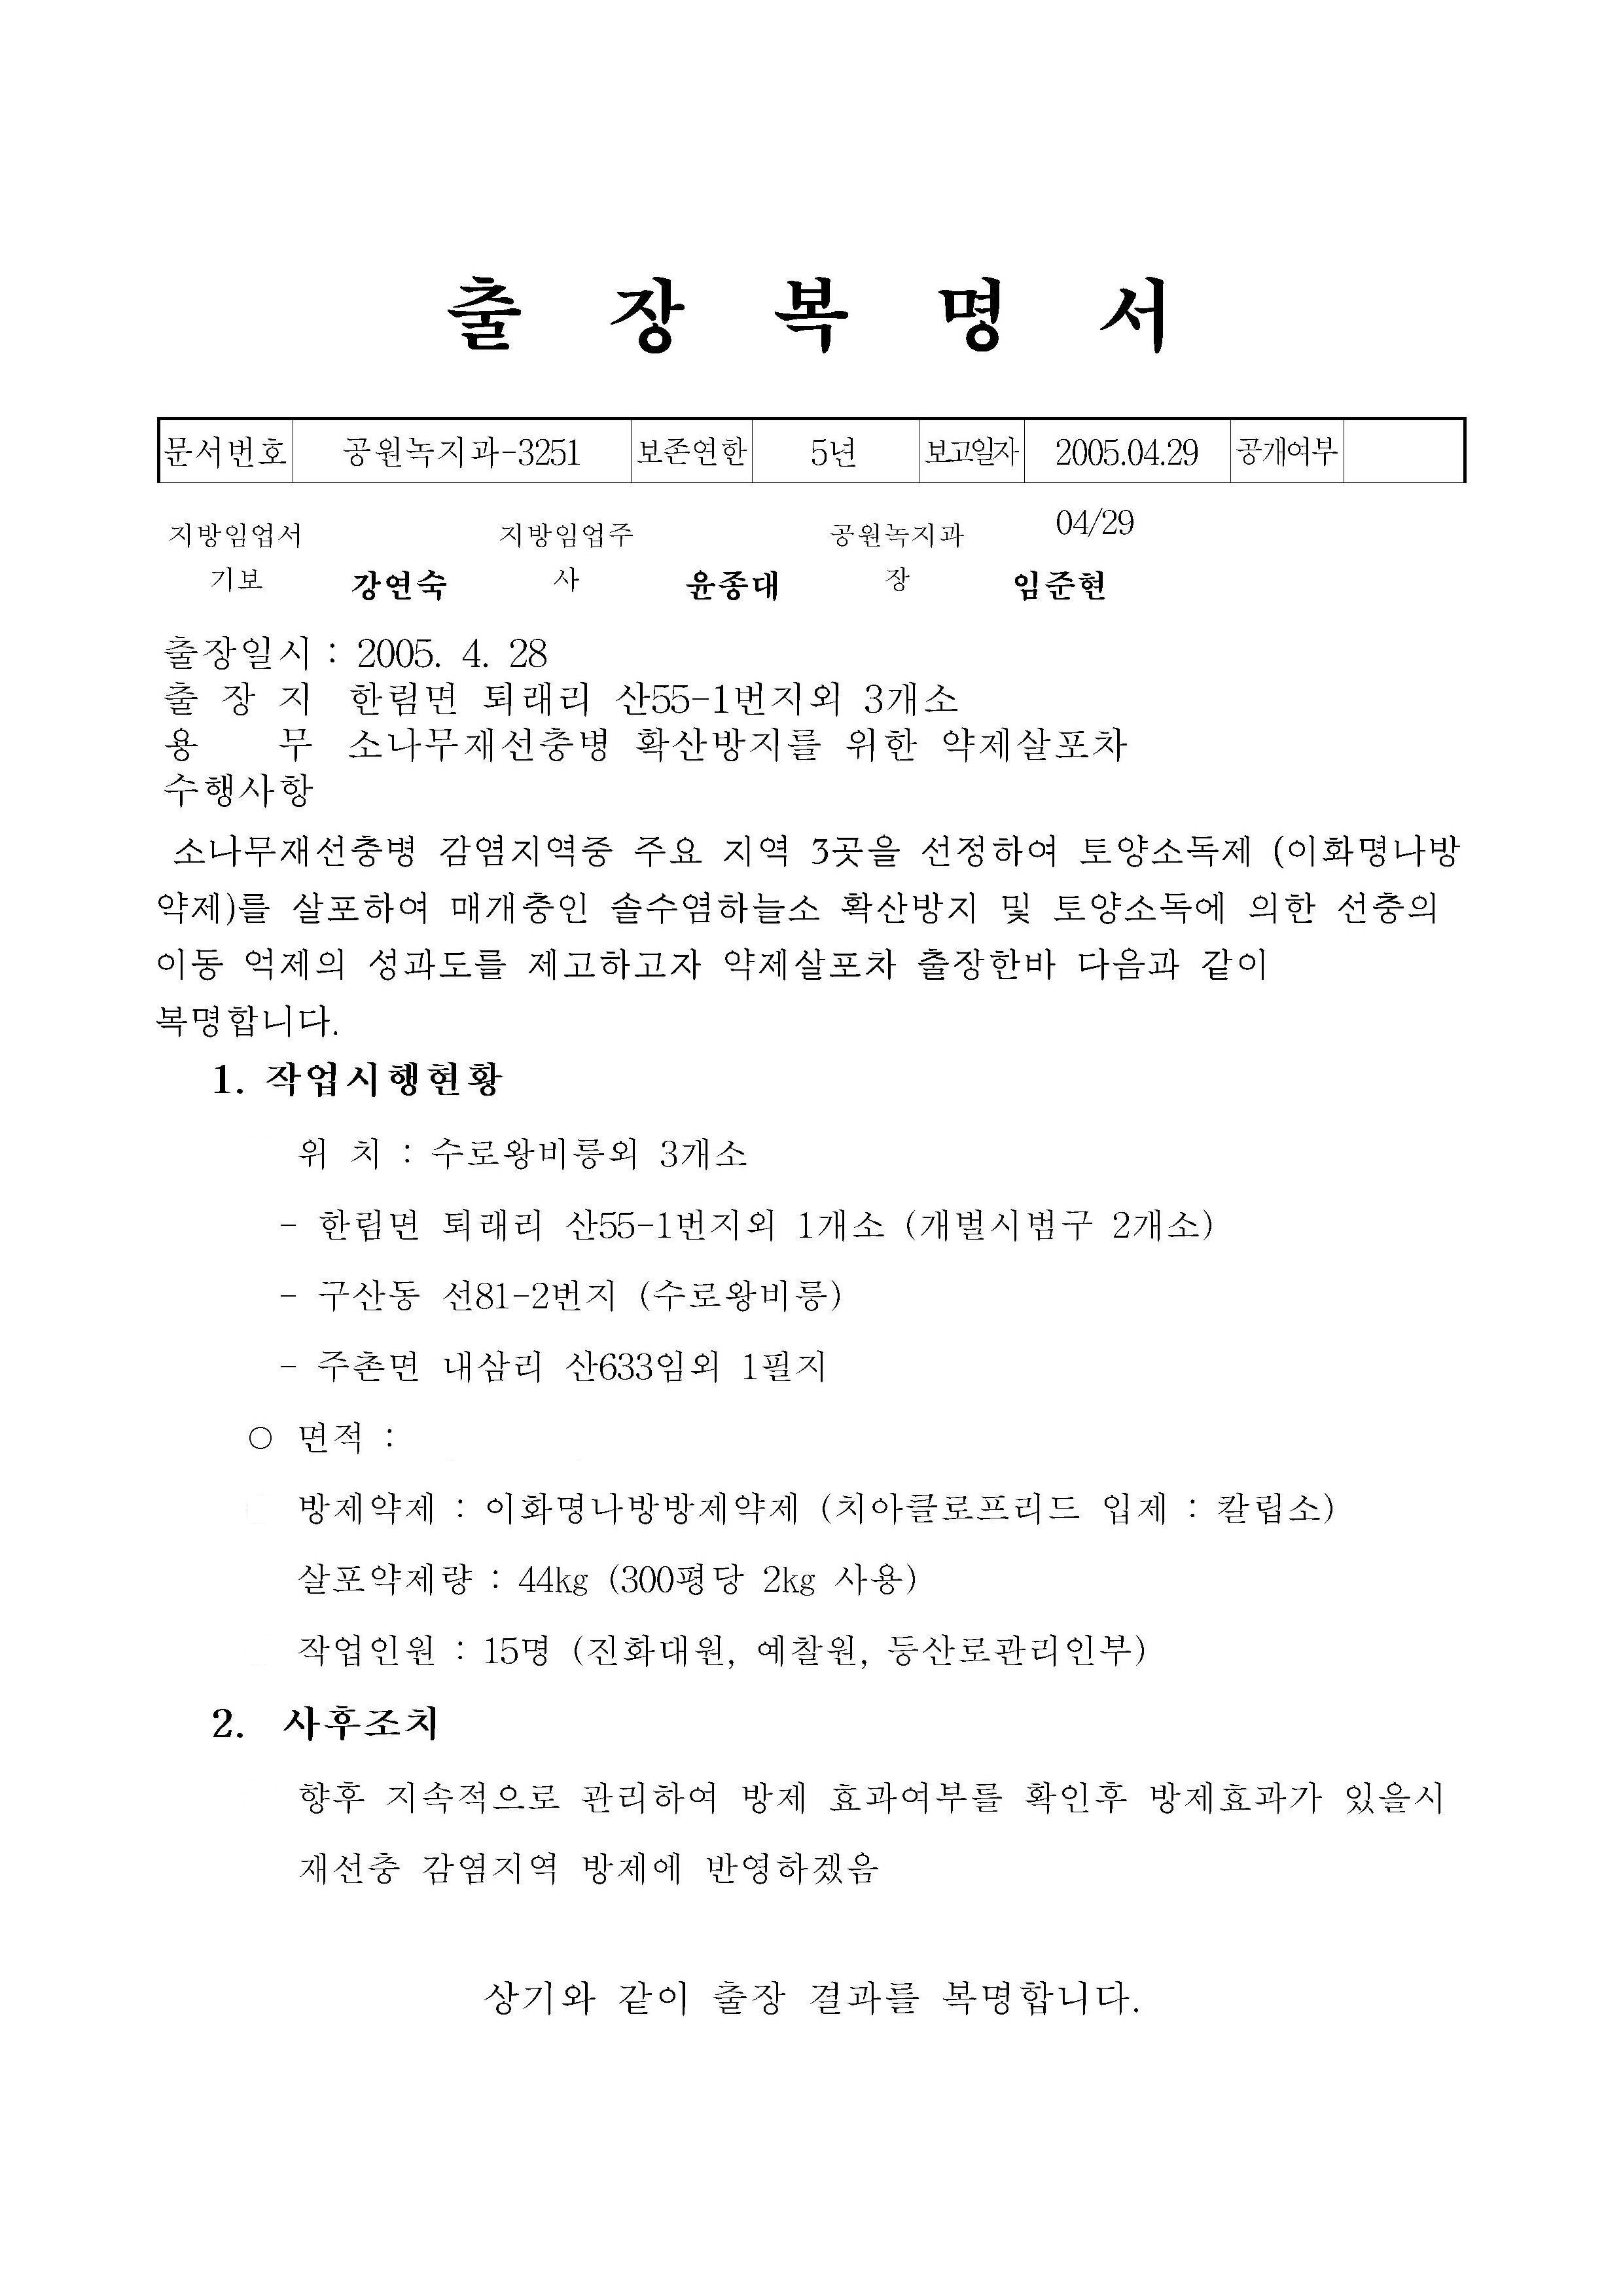 출 장 복 명 서
문서번호 공원녹지과-3251 보존연한 5년 보고일자 2005.04.29 공개여부
지방임업서 지방임업주 공원녹지과 04/29
기보 강연숙 사 윤종대 장 임준현
출장일시 : 2005. 4. 28
출 장 지 한림면 퇴래리 산55-1번지외 3개소
용 무 소나무재선충병 확산방지를 위한 약제살포차
수행사항
소나무재선충병 감염지역중 주요 지역 3곳을 선정하여 토양소독제 (이화명나방
약제)를 살포하여 매개충인 솔수염하늘소 확산방지 및 토양소독에 의한 선충의
이동 억제의 성과도를 제고하고자 약제살포차 출장한바 다음과 같이
복명합니다.
1. 작업시행현황
위 치 : 수로왕비릉외 3개소
- 한림면 퇴래리 산55-1번지외 1개소 (개벌시범구 2개소)
- 구산동 선81-2번지 (수로왕비릉)
- 주촌면 내삼리 산633임외 1필지
○ 면적 :
방제약제 : 이화명나방방제약제 (치아클로프리드 입제 : 칼립소)
살포약제량 : 44kg (300평당 2kg 사용)
작업인원 : 15명 (진화대원, 예찰원, 등산로관리인부)
2. 사후조치
향후 지속적으로 관리하여 방제 효과여부를 확인후 방제효과가 있을시
재선충 감염지역 방제에 반영하겠음
상기와 같이 출장 결과를 복명합니다.